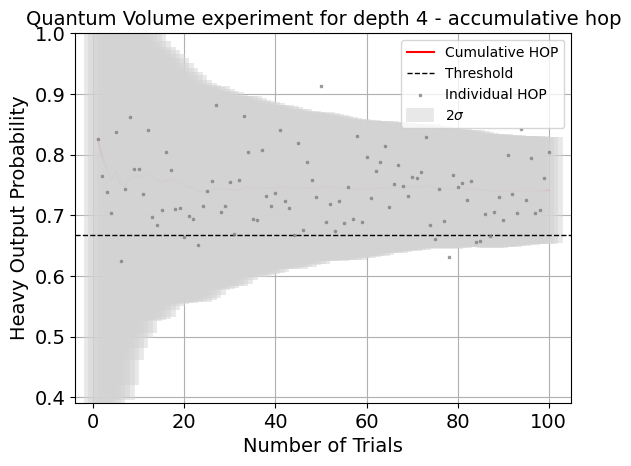 Quantum Volume experiment for depth 4 - accumulative hop
1.0
0.9
0.8
0.7
0.6
0.5
0.4
Heavy Output Probability
Cumulative HOP
Threshold
Individual HOP
2σ
0 20 40 60 80 100
Number of Trials